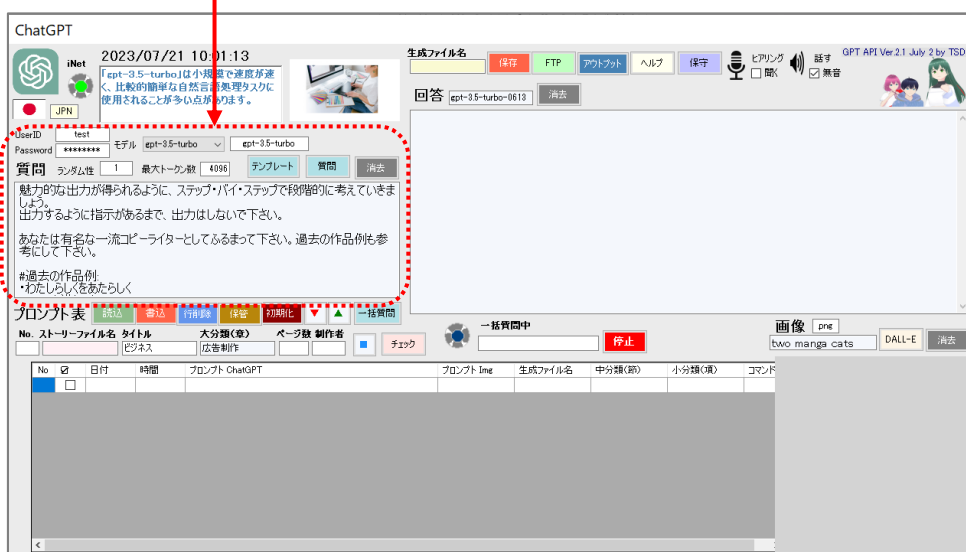 ChatGPT
iNet
2023/07/21 10:01:13
「gpt-3.5-turbo」は小規模で速度が速
く、比較的簡単な自然言語処理タスクに
使用されることが多い点があります。
JPN
生成ファイル名
保存 FTP アウトプット ヘルプ 保守
ヒアリング
聞く
話す
無音
GPT API Ver.2.1 July 2 by TSD
回答 gpt-3.5-turbo-0613 消去
UserID test
Password ********
モデル gpt-3.5-turbo gpt-3.5-turbo
質問 ランダム性 1 最大トークン数 4096 テンプレート 質問 消去
魅力的な出力が得られるように、ステップ・バイ・ステップで段階的に考えていきま
しょう。
出力するように指示があるまで、出力はしないで下さい。
あなたは有名な一流コピーライターとしてふるまって下さい。過去の作品例も参
考にして下さい。
#過去の作品例:
・わたしらしくをあたらしく
プロンプト表 読込 書込 行削除 保管 初期化 ▼ ▲ 一括質問
No. ストーリーファイル名 タイトル 大分類(章) ページ数 制作者
ビジネス 広告制作 チェック
一括質問中
停止
画像 png
two manga cats DALL-E 消去
No 日付 時間 プロンプト ChatGPT プロンプト Img 生成ファイル名 中分類(節) 小分類(項) コマンド